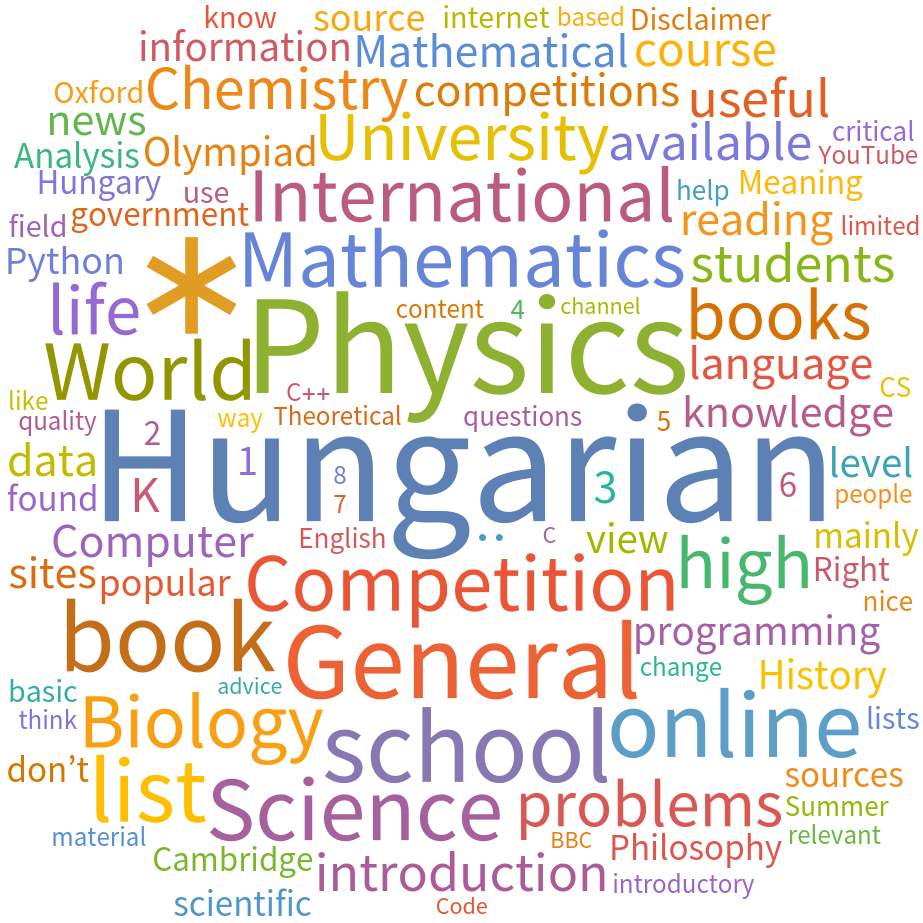 know source internet based Disclaimer
information Mathematical course
Oxford Chemistry competitions useful
news University available critical
Analysis Olympiad YouTube
Hungary use International help Meaning
field government reading limited
Python * Mathematics students
life content 4 channel books
World Physics language
like C++ CS
quality way Theoretical questions 5 knowledge
2 Hungarian
data 1 8 3 6 level
found K 7 people
Computer English .. C view mainly
sites popular Competition high Right
nice
book General programming
basic advice change History
think Biology school online lists
don’t list sources
Science problems Summer
material BBC Philosophy relevant
Cambridge introduction introductory
scientific Code